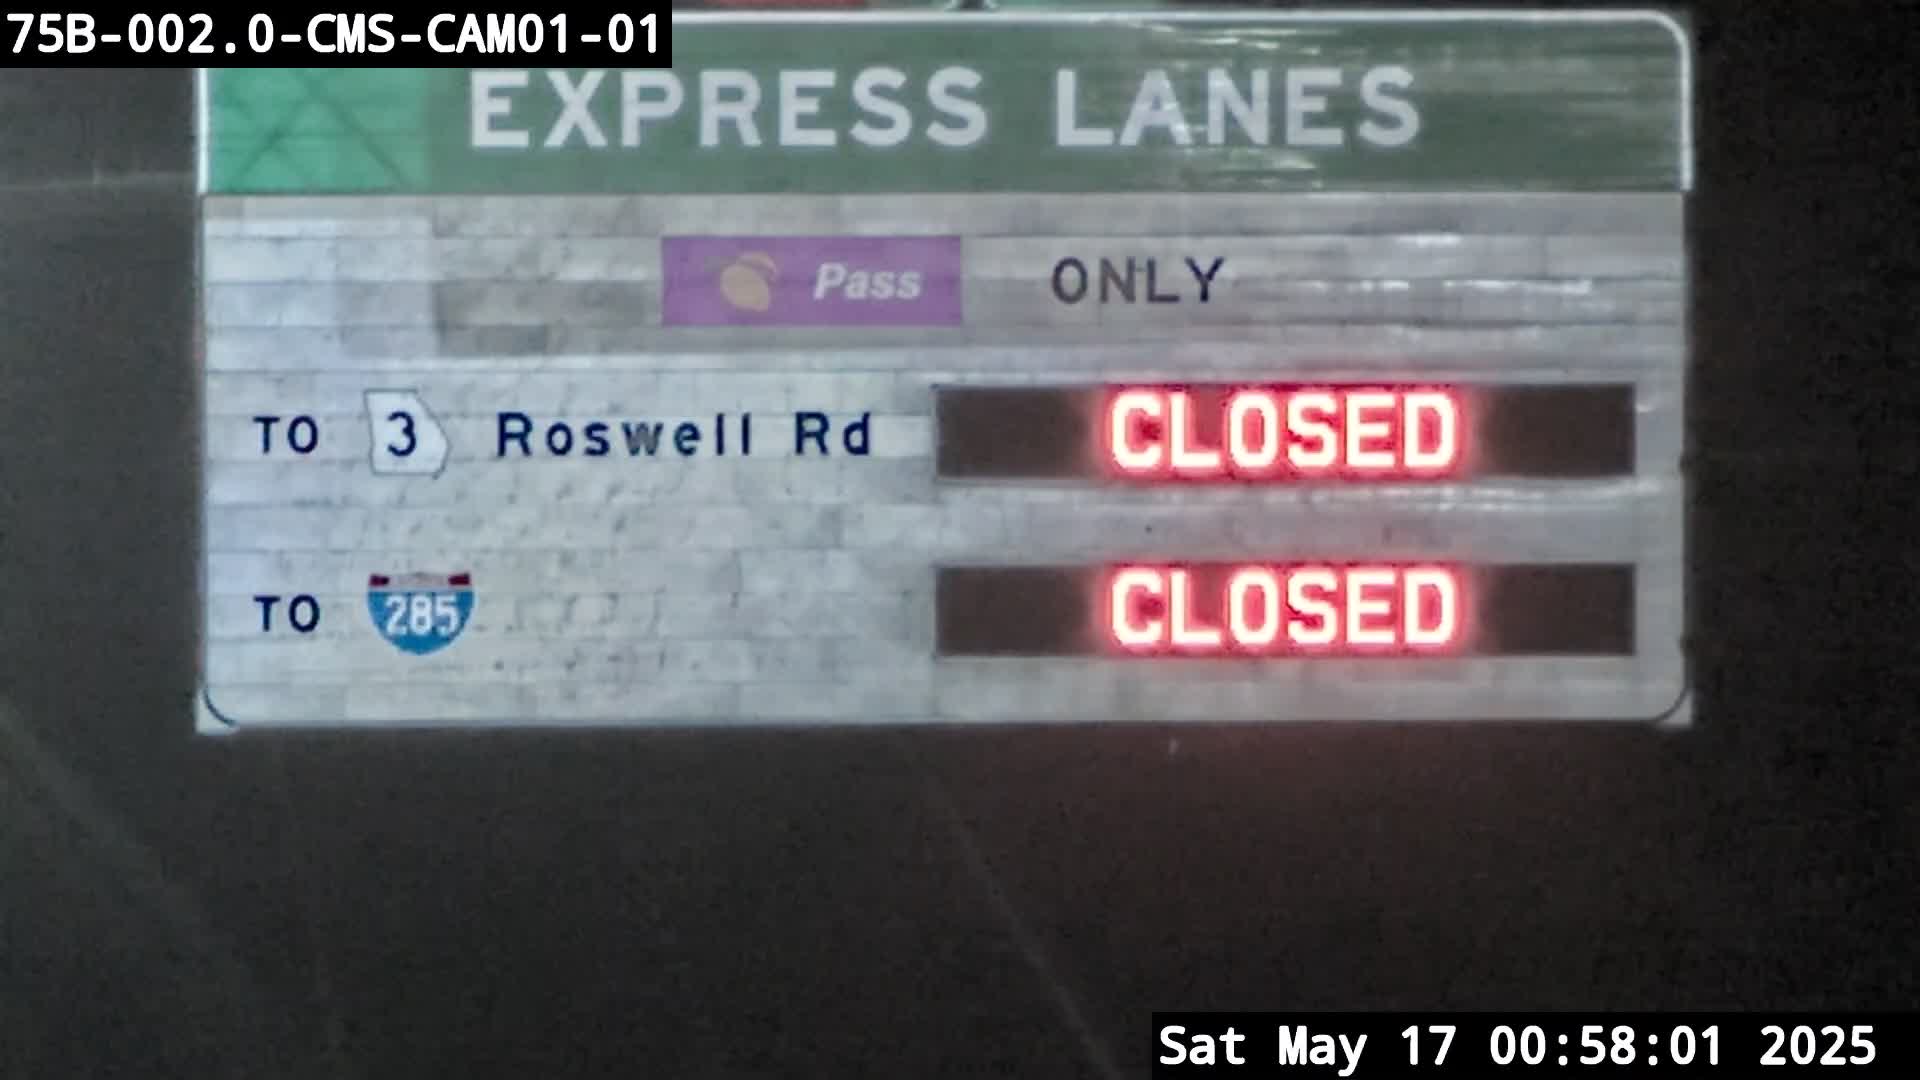 75B-002.0-CMS-CAM01-01
EXPRESS LANES
Pass ONLY
TO 3 Roswell Rd CLOSED
TO 285 CLOSED
Sat May 17 00:58:01 2025